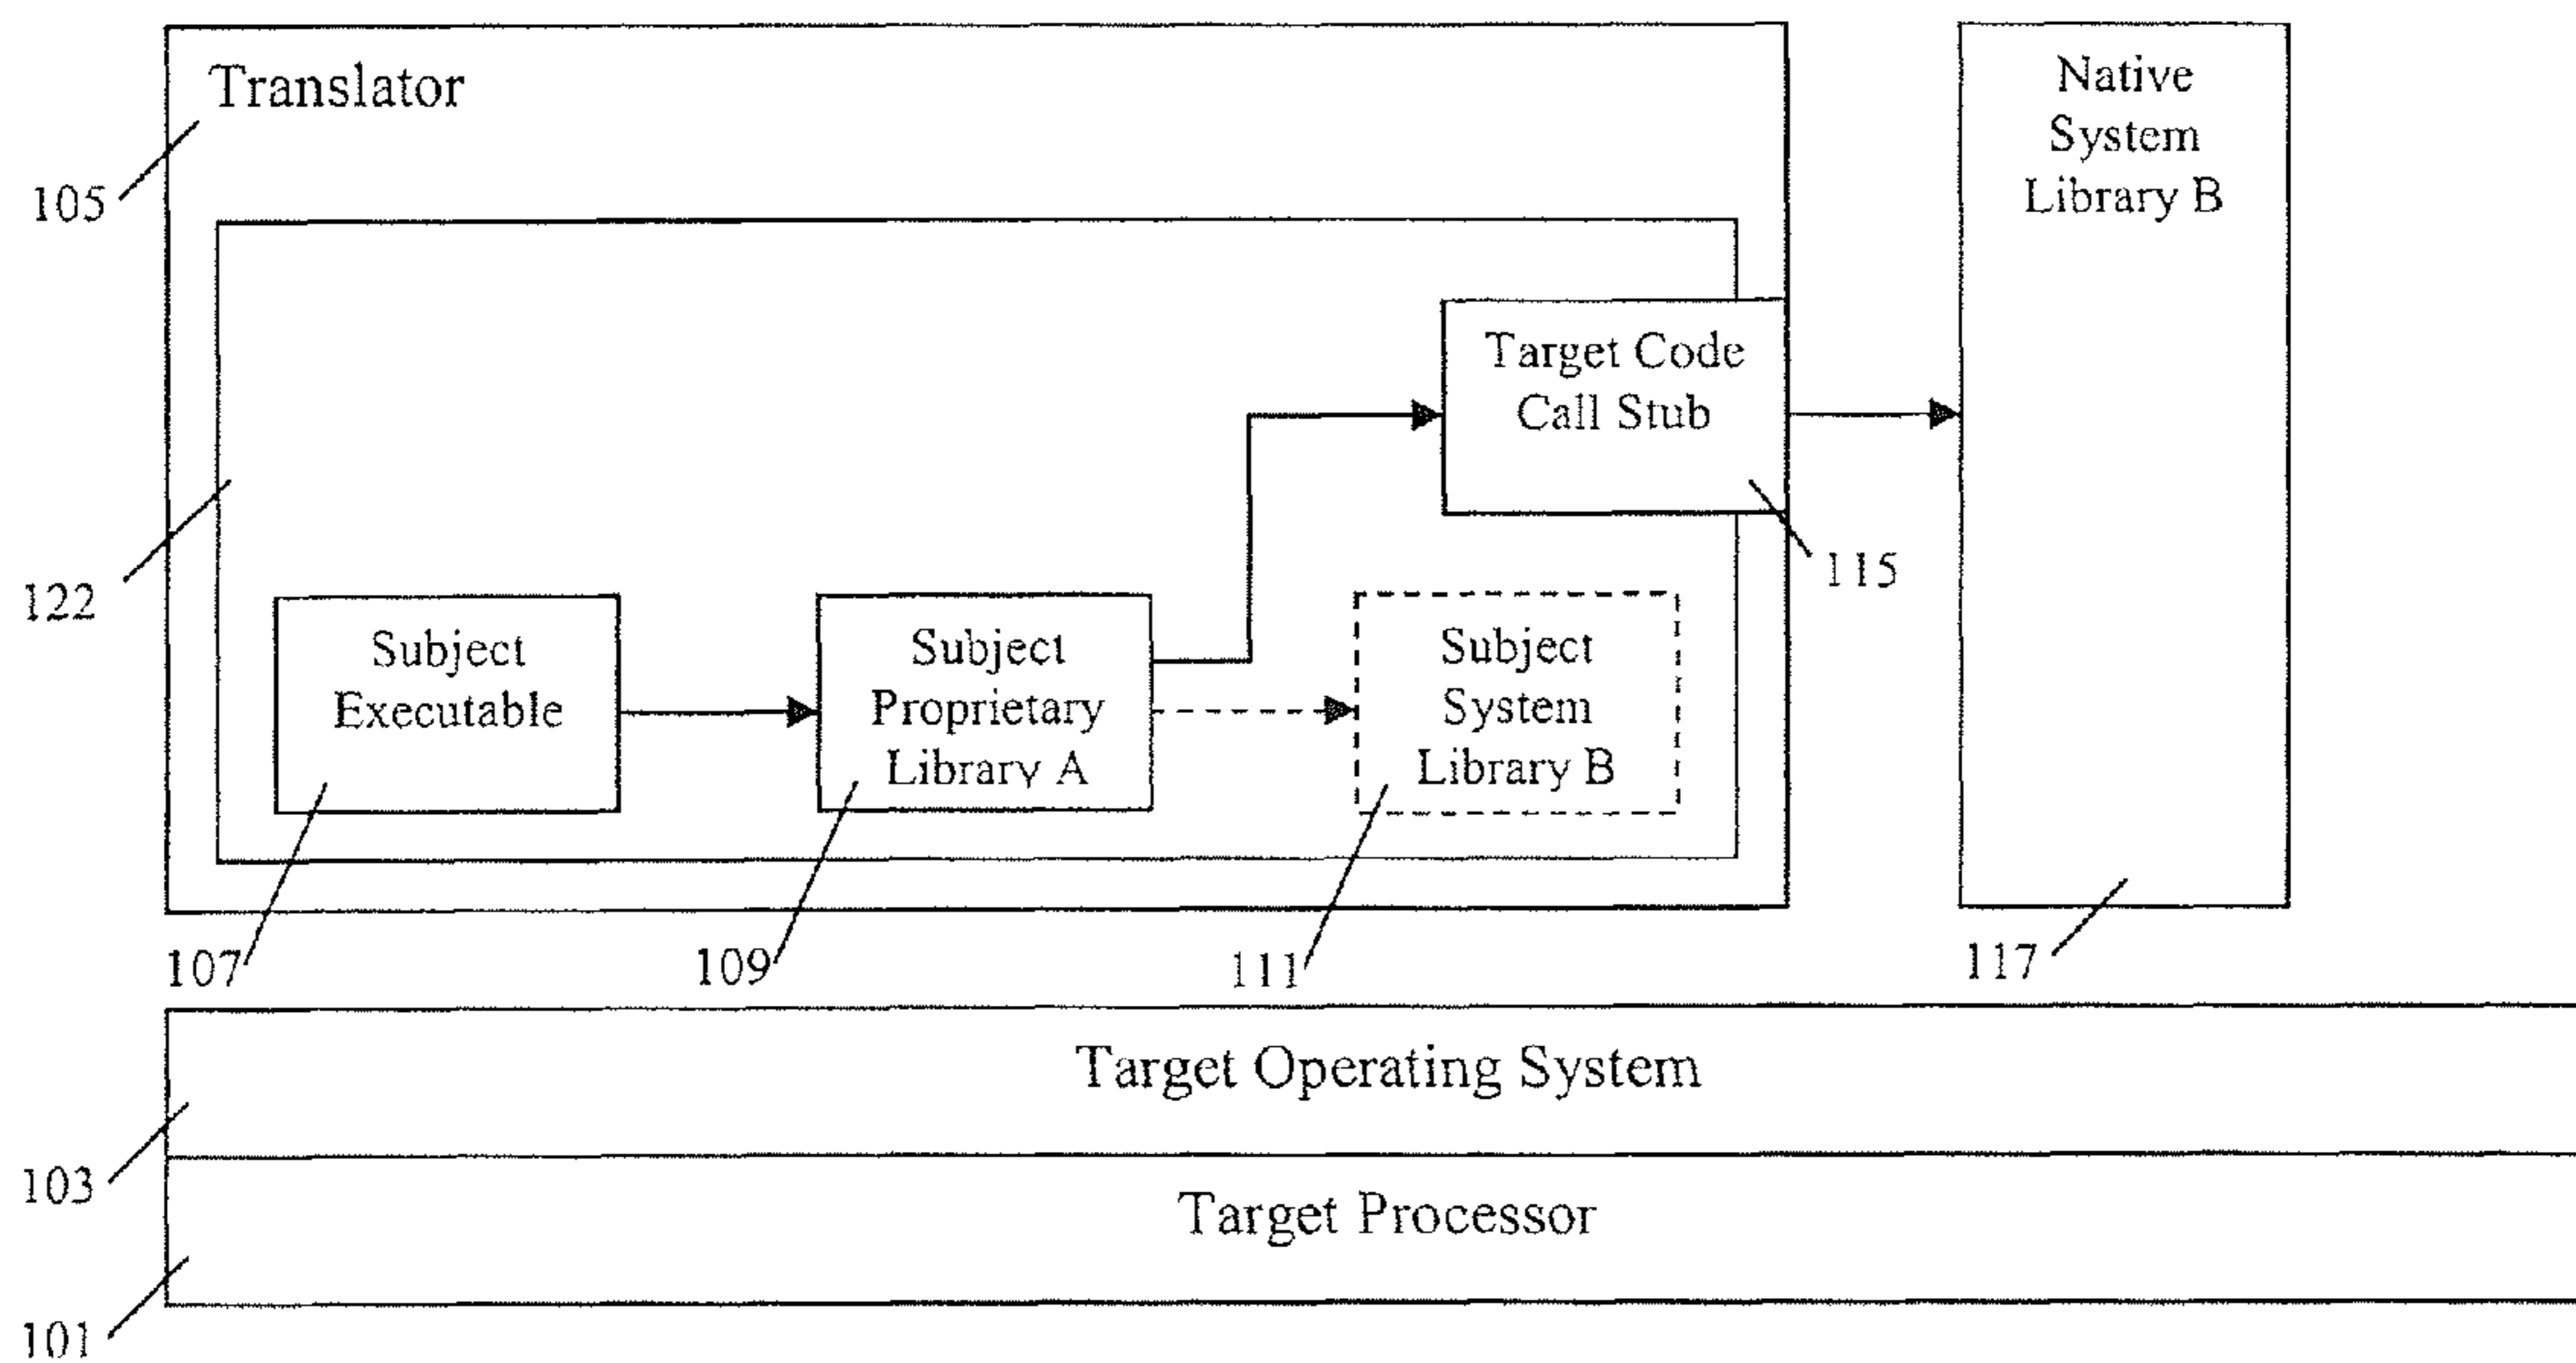 Translator
Native
System
Library B
105
Target Code
Call Stub
115
122
Subject
Executable
Subject
Proprietary
Library A
Subject
System
Library B
107
109
111
117
Target Operating System
103
Target Processor
101